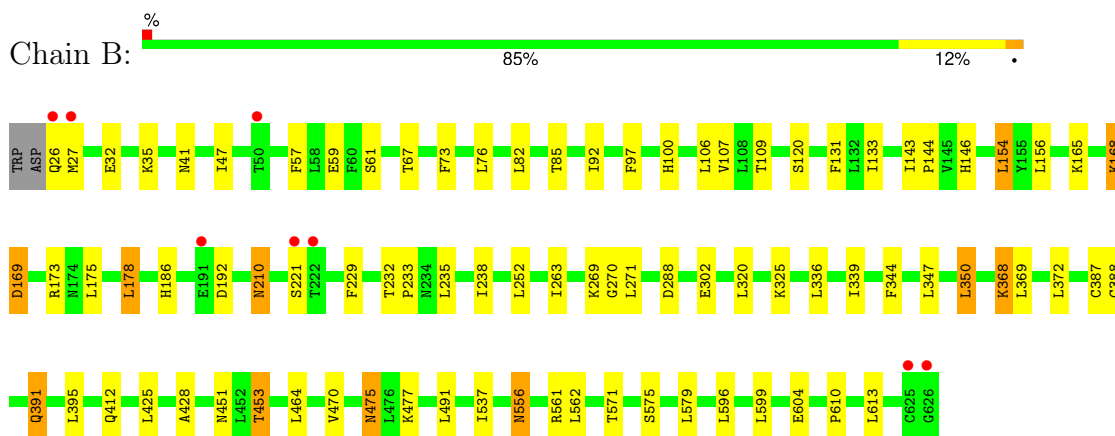 %
Chain B:
85% 12% •
TRP ASP Q26 M27 E32 K35 N41 I47 T50 F57 L58 E59 F60 S61 T67 F73 L76 L82 T85 I92 F97 H100 L106 V107 L108 T109 S120 F131 L132 I133 I143 P144 V145 H146 L154 Y155 L156 K165 K168
D169 R173 N174 L175 L178 H186 E191 D192 N210 S221 T222 F229 T232 P233 N234 L235 I238 L252 I263 K269 G270 L271 D288 E302 L320 K325 L336 I339 F344 L347 L350 K368 L369 L372 C387 G388
Q391 L395 Q412 L425 A428 N451 L452 T453 L464 V470 N475 L476 K477 L491 I537 N556 R561 L562 T571 S575 L579 L596 L599 E604 P610 L613 C625 G626